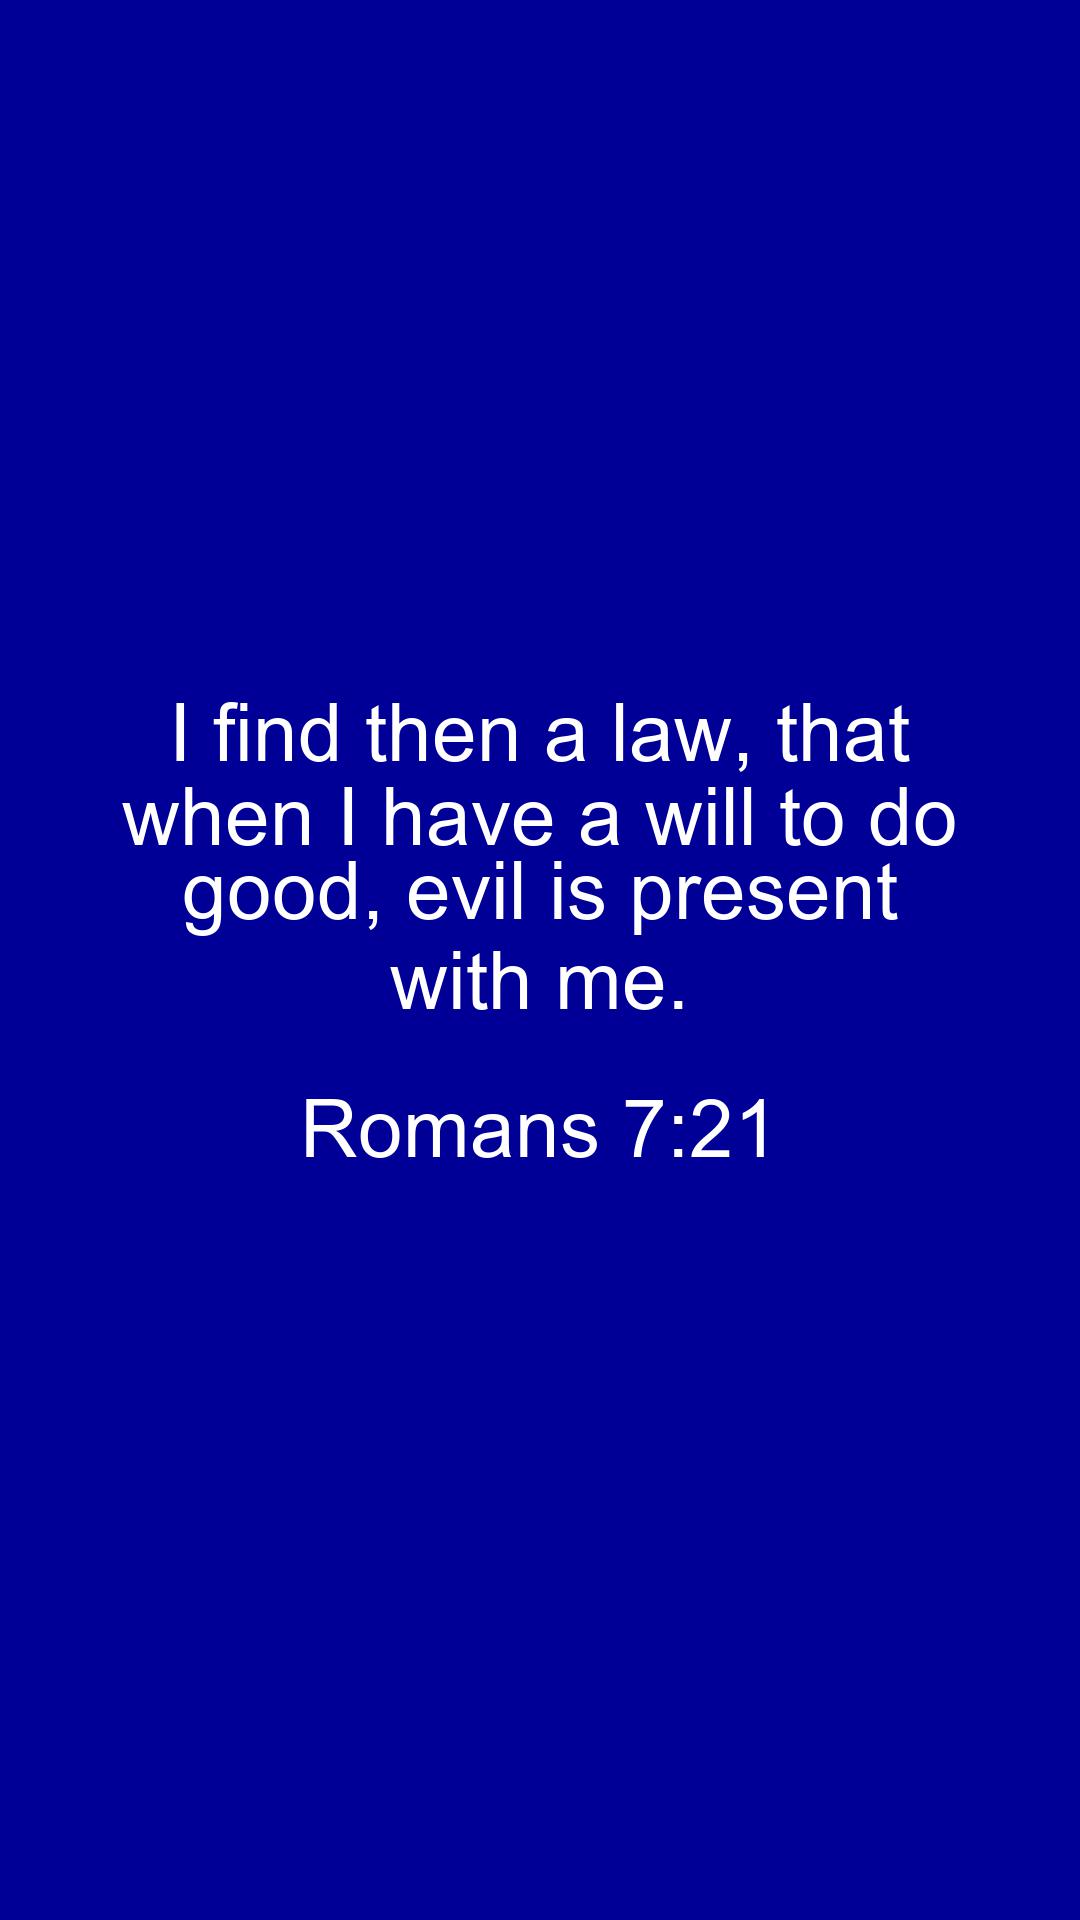 I find then a law, that
when I have a will to do
good, evil is present
with me.
Romans 7:21